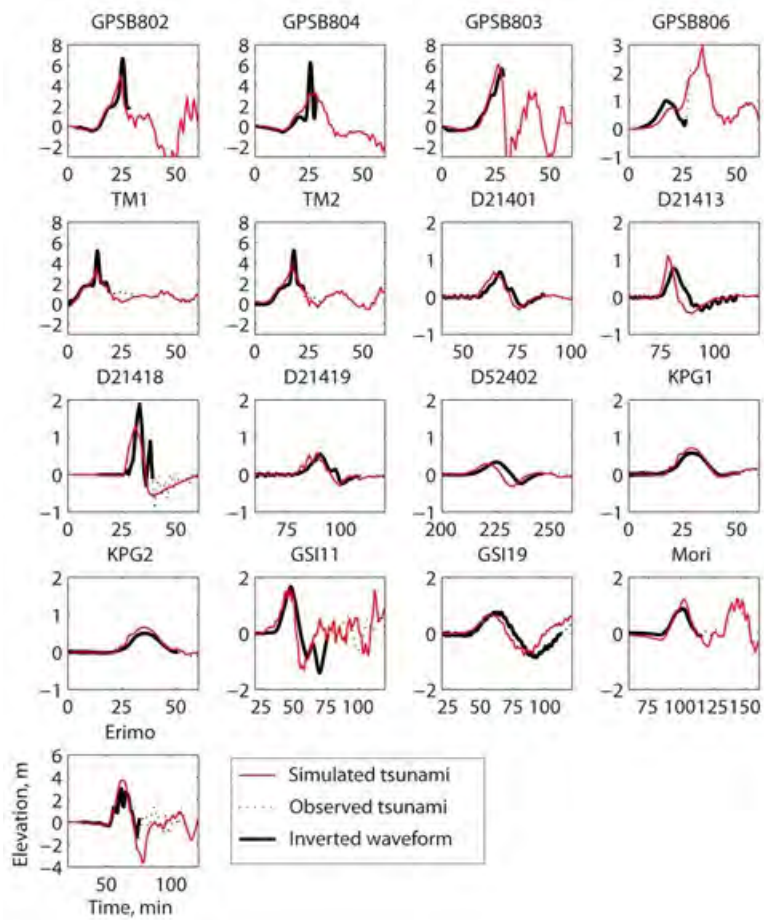 GPSB802 GPSB804 GPSB803 GPSB806
8 8 8 3
6 6 6
4 4 4 2
2 2 2 1
0 0 0 0
−2 −2 −2 −1
0 25 50 0 25 50 0 25 50 0 25 50
TM1 TM2 D21401 D21413
8 8 2 2
6 6
4 4 1 1
2 2
0 0 0 0
−2 −2 −1 −1
0 25 50 0 25 50 50 75 100 75 100
D21418 D21419 D52402 KPG1
2 2 2 2
1 1 1 1
0 0 0 0
−1 −1 −1 −1
0 25 50 75 100 200 225 250 0 25 50
KPG2 GSI11 GSI19 Mori
2 2 2 2
1
0 0 0 0
−1 −2 −2 −2
0 25 50 25 50 75 100 25 50 75 100 75 100125150
Erimo
6
4
2
0
−2
−4
50 100
Elevation, m
Time, min
Simulated tsunami
Observed tsunami
Inverted waveform